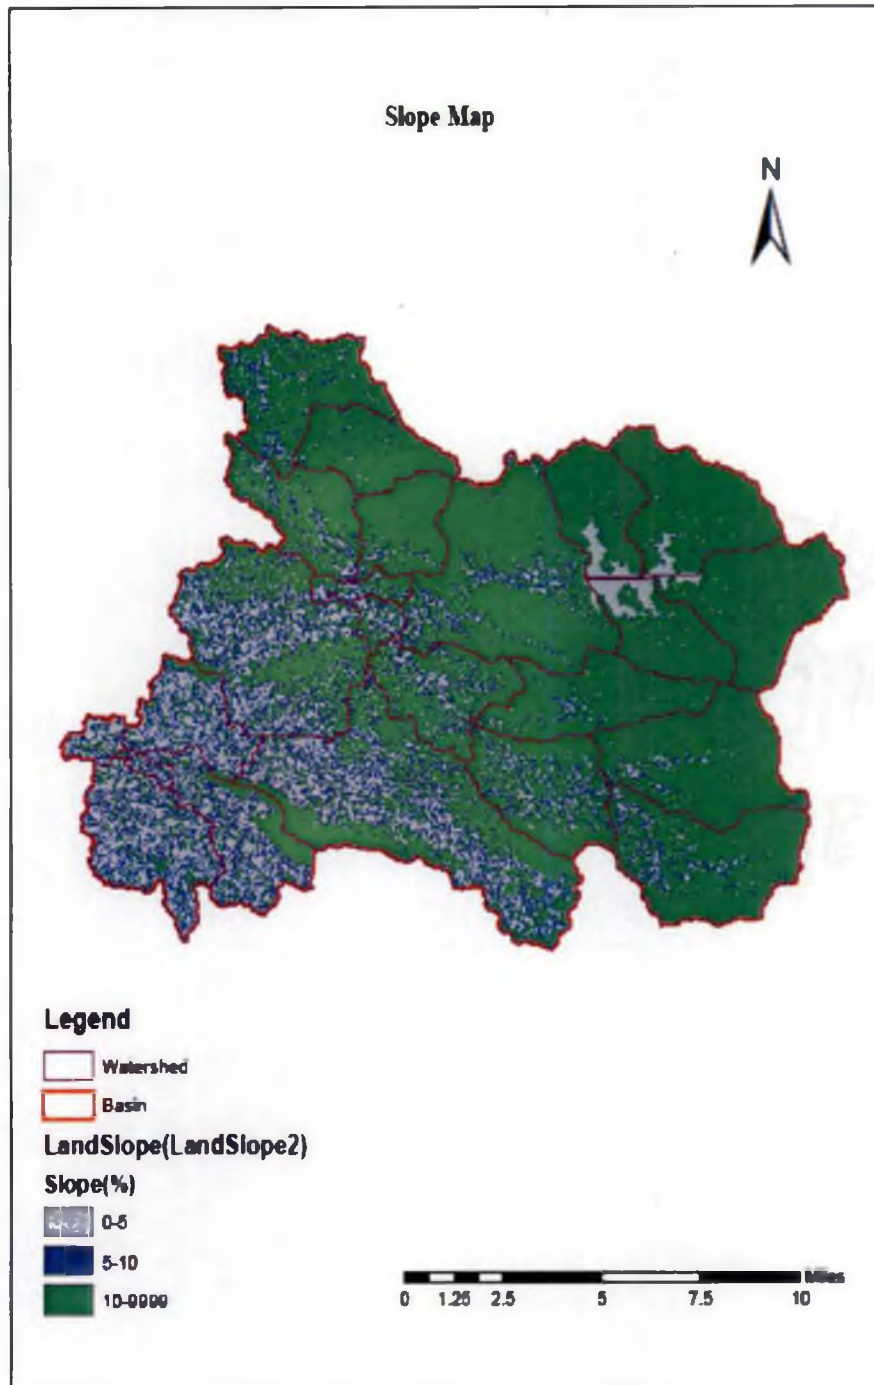 Slope Map
N
Legend
Watershed
Basin
LandSlope(LandSlope2)
Slope(%)
0-5
5-10
10-9999
Miles
0 1.25 2.5 5 7.5 10